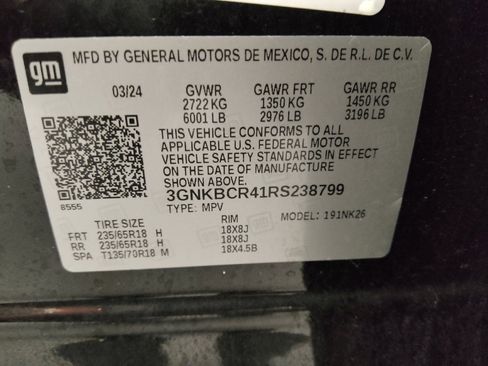 gm
MFD BY GENERAL MOTORS DE MEXICO, S. DE R.L. DE C.V.
03/24 GVWR GAWR FRT GAWR RR
2722 KG 1350 KG 1450 KG
6001 LB 2976 LB 3196 LB
THIS VEHICLE CONFORMS TO ALL
APPLICABLE U.S. FEDERAL MOTOR
VEHICLE SAFETY STANDARDS IN EFFECT
ON THE DATE OF MANUFACTURE
8555 3GNKBCR41RS238799
TYPE: MPV MODEL: 191NK26
TIRE SIZE RIM
FRT 235/65R18 H 18X8J
RR 235/65R18 H 18X8J
SPA T135/70R18 M 18X4.5B